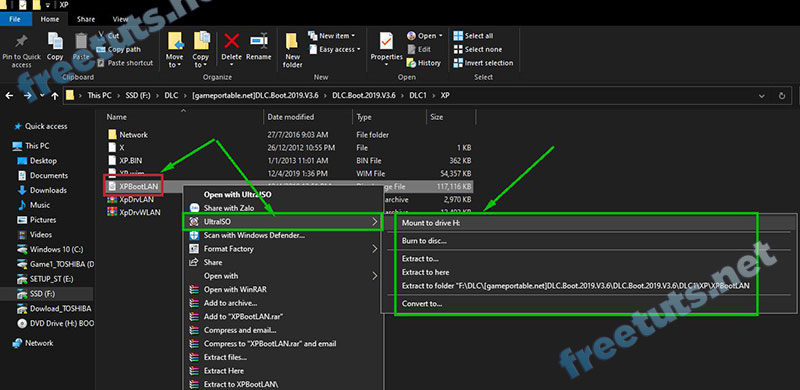 XP
File
Home
Share
View
Pin to Quick access
Copy
Paste
Cut
Copy path
Paste shortcut
Move to
Copy to
Delete
Rename
New folder
New item
Easy access
Properties
Open
Edit
History
Select all
Select none
Invert selection
Clipboard
Organize
New
Open
Select
This PC > SSD (F:) > DLC > [gameportable.net]DLC.Boot.2019.V3.6 > DLC.Boot.2019.V3.6 > DLC1 > XP
Name
Date modified
Type
Size
Quick access
This PC
Desktop
Documents
Downloads
Music
Pictures
Videos
Windows 10 (C:)
Game1_TOSHIBA
SETUP_ST (E:)
SSD (F:)
Dowload_TOSHIBA
DVD Drive (H:) BOO
Network
Network 27/7/2016 9:03 AM File folder
X 26/12/2012 10:55 PM File 1 KB
XP.BIN 1/1/2013 11:01 AM BIN File 362 KB
XP.wim 12/4/2019 11:36 PM WIM File 54,357 KB
XPBootLAN File 117,116 KB
XpDrvLAN archive 2,970 KB
XpDrvWLAN archive
Open with UltraISO
Share with Zalo
UltraISO
Scan with Windows Defender...
Format Factory
Share
Open with
Open with WinRAR
Add to archive...
Add to "XPBootLAN.rar"
Compress and email...
Compress to "XPBootLAN.rar" and email
Extract files...
Extract Here
Extract to XPBootLAN\
Mount to drive H:
Burn to disc...
Extract to...
Extract to here
Extract to folder "F:\DLC\[gameportable.net]DLC.Boot.2019.V3.6\DLC.Boot.2019.V3.6\DLC1\XP\XPBootLAN
Convert to...
freetuts.net
freetuts.net
freetuts.net